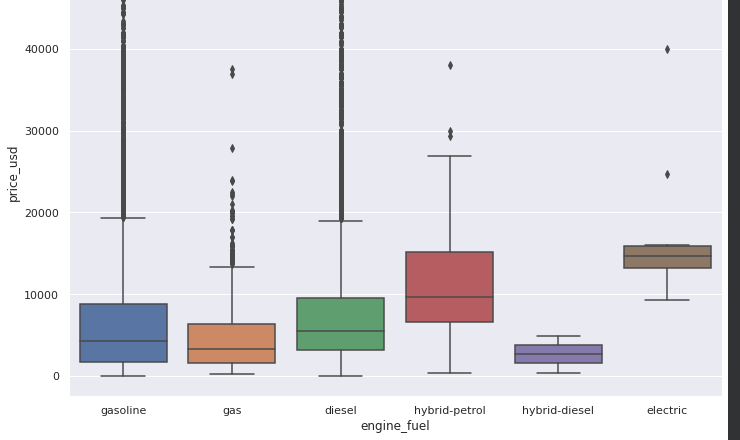 40000
30000
20000
10000
0
price_usd
gasoline gas diesel hybrid-petrol hybrid-diesel electric
engine_fuel